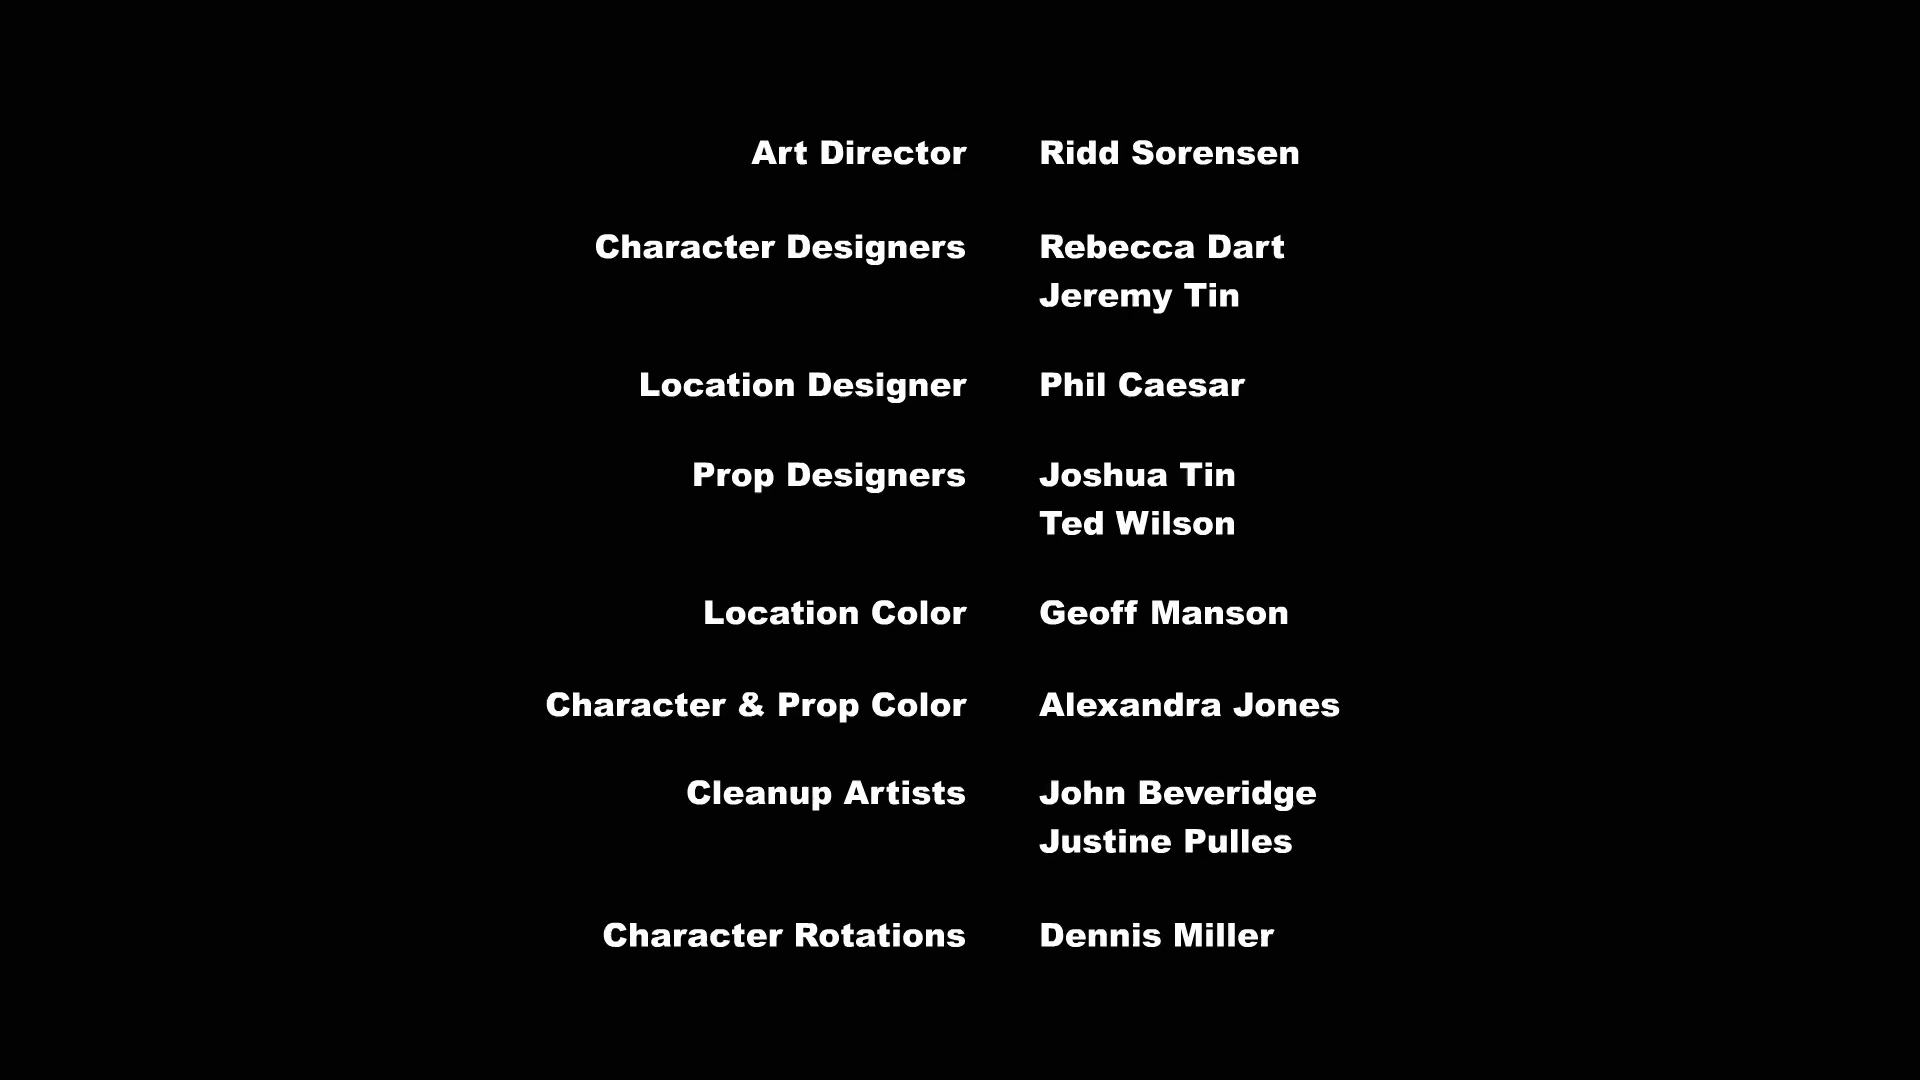 Art Director Ridd Sorensen
Character Designers Rebecca Dart
Jeremy Tin
Location Designer Phil Caesar
Prop Designers Joshua Tin
Ted Wilson
Location Color Geoff Manson
Character & Prop Color Alexandra Jones
Cleanup Artists John Beveridge
Justine Pulles
Character Rotations Dennis Miller